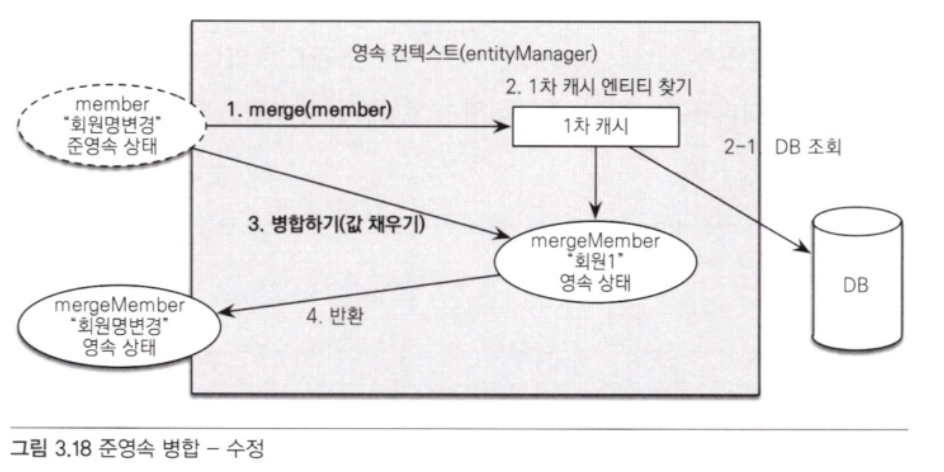 영속 컨텍스트(entityManager)
member
“회원명변경”
준영속 상태
1. merge(member)
2. 1차 캐시 엔티티 찾기
1차 캐시
2-1 DB 조회
3. 병합하기(값 채우기)
mergeMember
“회원1”
영속 상태
DB
mergeMember
“회원명변경”
영속 상태
4. 반환
그림 3.18 준영속 병합 – 수정